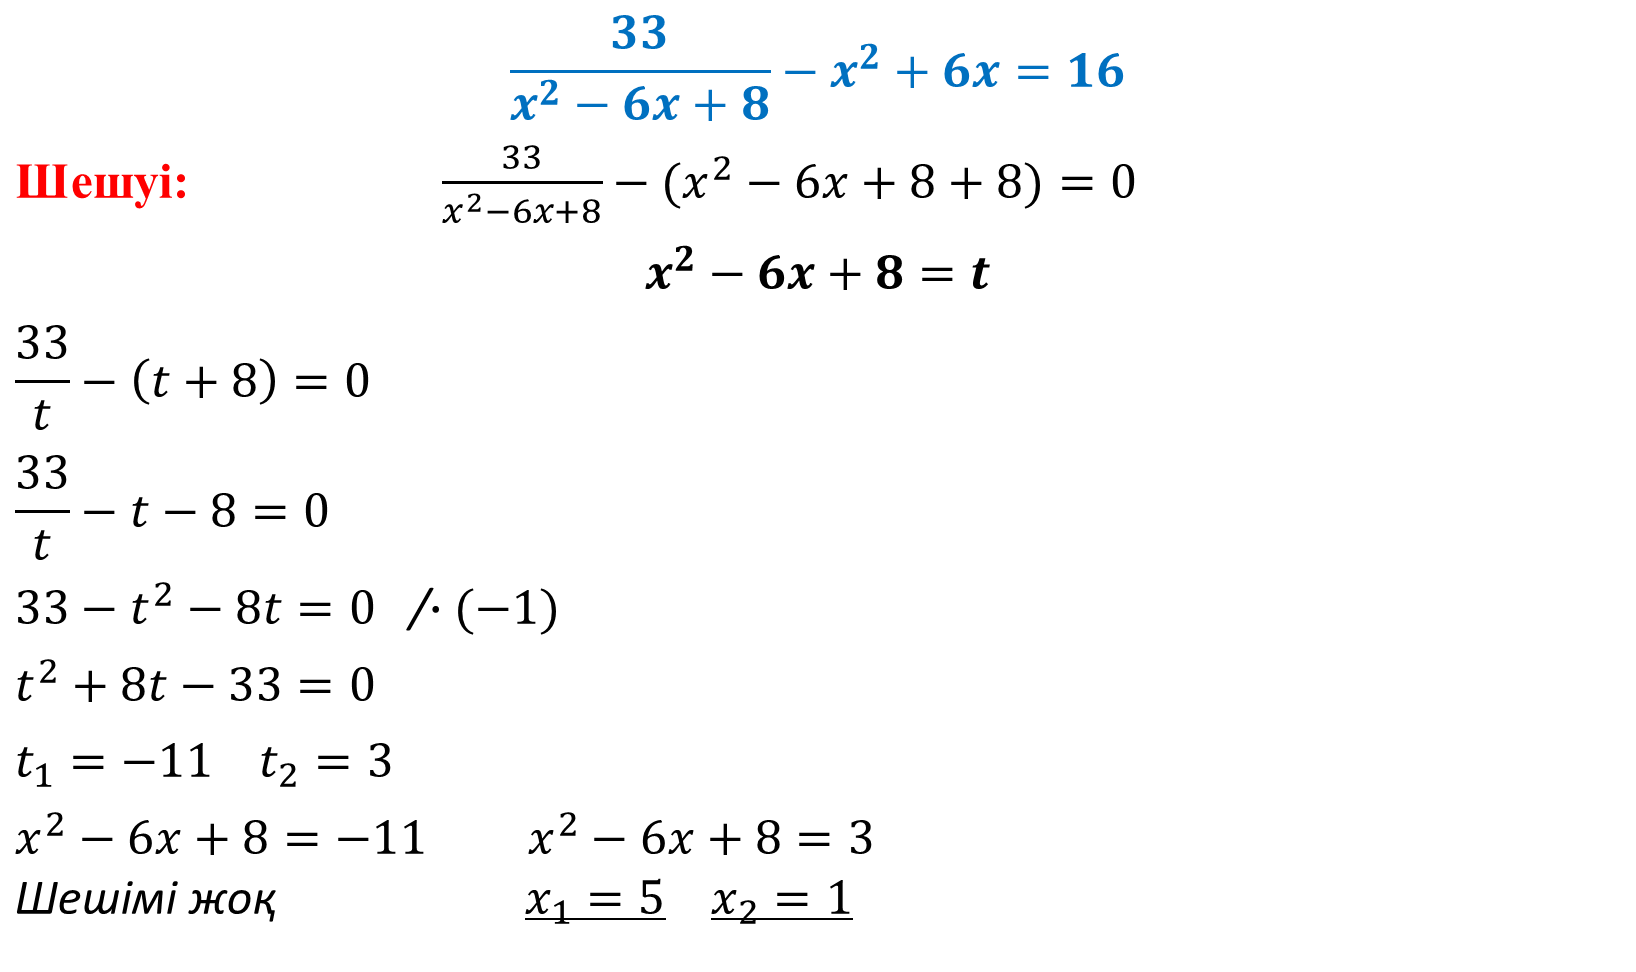 33/(x² − 6x + 8) − x² + 6x = 16
Шешуі: 33/(x²−6x+8) − (x² − 6x + 8 + 8) = 0
x² − 6x + 8 = t
33/t − (t + 8) = 0
33/t − t − 8 = 0
33 − t² − 8t = 0 /· (−1)
t² + 8t − 33 = 0
t₁ = −11 t₂ = 3
x² − 6x + 8 = −11 x² − 6x + 8 = 3
Шешімі жоқ x₁ = 5 x₂ = 1